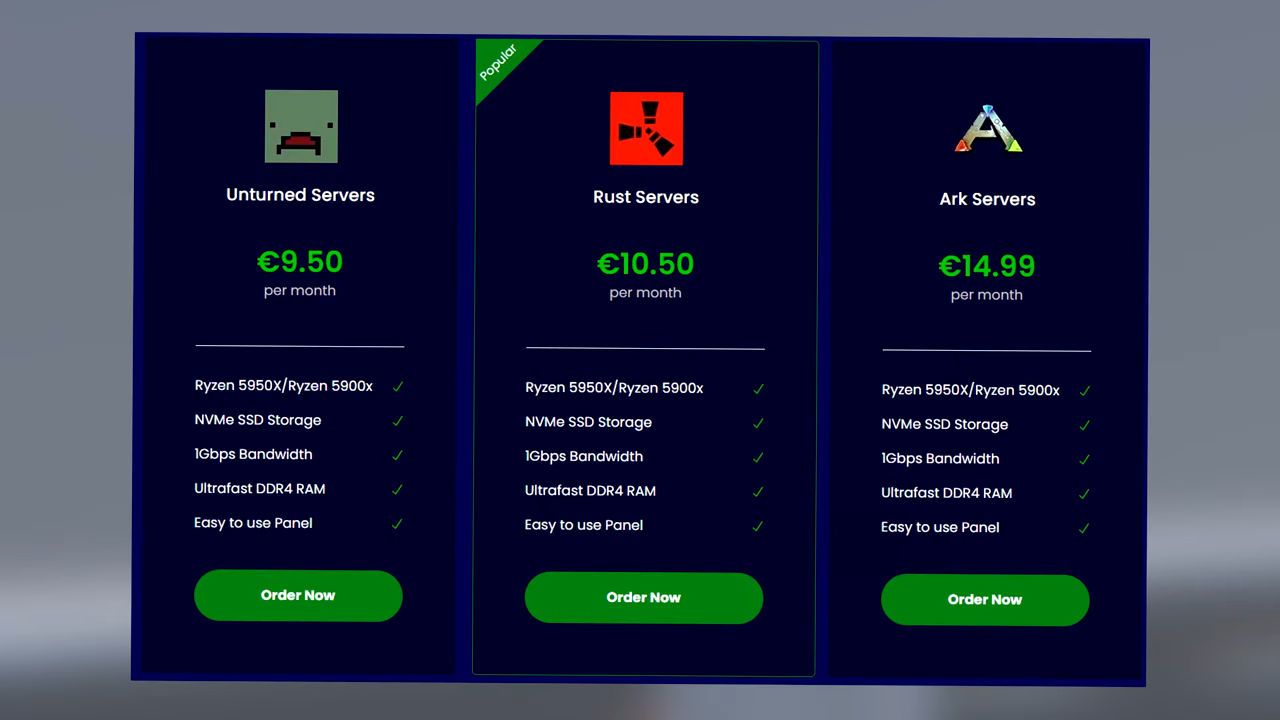 Unturned Servers
€9.50
per month
Ryzen 5950X/Ryzen 5900x
NVMe SSD Storage
1Gbps Bandwidth
Ultrafast DDR4 RAM
Easy to use Panel
Order Now
Popular
Rust Servers
€10.50
per month
Ryzen 5950X/Ryzen 5900x
NVMe SSD Storage
1Gbps Bandwidth
Ultrafast DDR4 RAM
Easy to use Panel
Order Now
Ark Servers
€14.99
per month
Ryzen 5950X/Ryzen 5900x
NVMe SSD Storage
1Gbps Bandwidth
Ultrafast DDR4 RAM
Easy to use Panel
Order Now